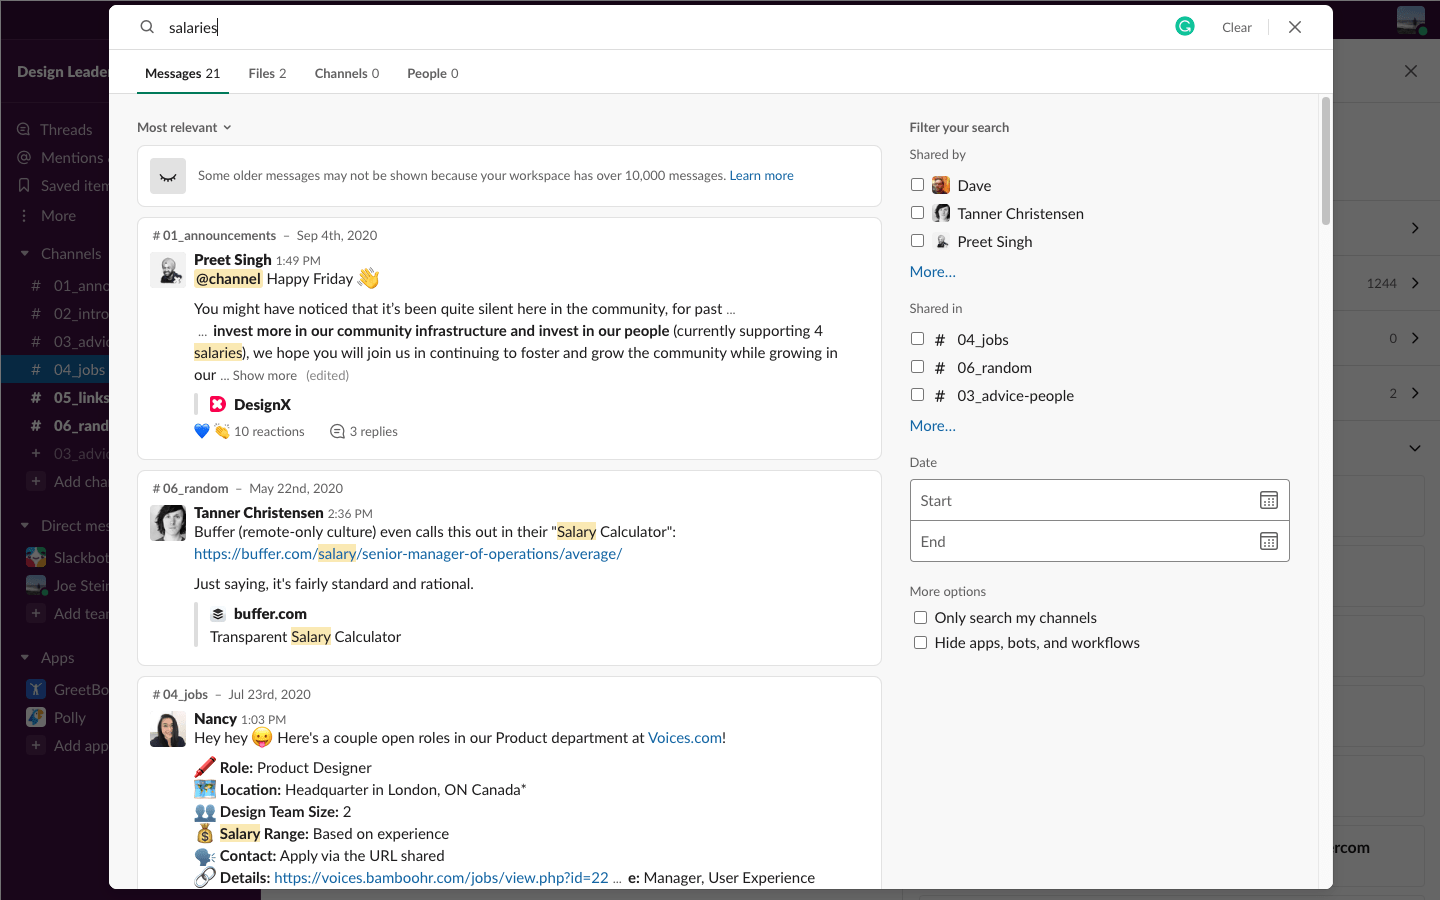 salaries
Clear
Messages 21
Files 2
Channels 0
People 0
Design Leader
Threads
Mentions &
Saved item
More
Channels
# 01_anno
# 02_intro
# 03_advic
# 04_jobs
# 05_links
# 06_rand
+ 03_advic
+ Add cha
Direct mes
Slackbot
Joe Stein
+ Add tear
Apps
GreetBo
Polly
+ Add app
Most relevant
Some older messages may not be shown because your workspace has over 10,000 messages. Learn more
# 01_announcements – Sep 4th, 2020
Preet Singh 1:49 PM
@channel Happy Friday 👋
You might have noticed that it's been quite silent here in the community, for past ...
... invest more in our community infrastructure and invest in our people (currently supporting 4
salaries), we hope you will join us in continuing to foster and grow the community while growing in
our ... Show more (edited)
DesignX
💙 👏 10 reactions 3 replies
# 06_random – May 22nd, 2020
Tanner Christensen 2:36 PM
Buffer (remote-only culture) even calls this out in their "Salary Calculator":
https://buffer.com/salary/senior-manager-of-operations/average/
Just saying, it's fairly standard and rational.
buffer.com
Transparent Salary Calculator
# 04_jobs – Jul 23rd, 2020
Nancy 1:03 PM
Hey hey 😛 Here's a couple open roles in our Product department at Voices.com!
🖍 Role: Product Designer
🗺 Location: Headquarter in London, ON Canada*
👥 Design Team Size: 2
💰 Salary Range: Based on experience
🗣 Contact: Apply via the URL shared
🔗 Details: https://voices.bamboohr.com/jobs/view.php?id=22 ... e: Manager, User Experience
Filter your search
Shared by
Dave
Tanner Christensen
Preet Singh
More...
Shared in
# 04_jobs
# 06_random
# 03_advice-people
More...
Date
Start
End
More options
Only search my channels
Hide apps, bots, and workflows
1244
0
2
ercom